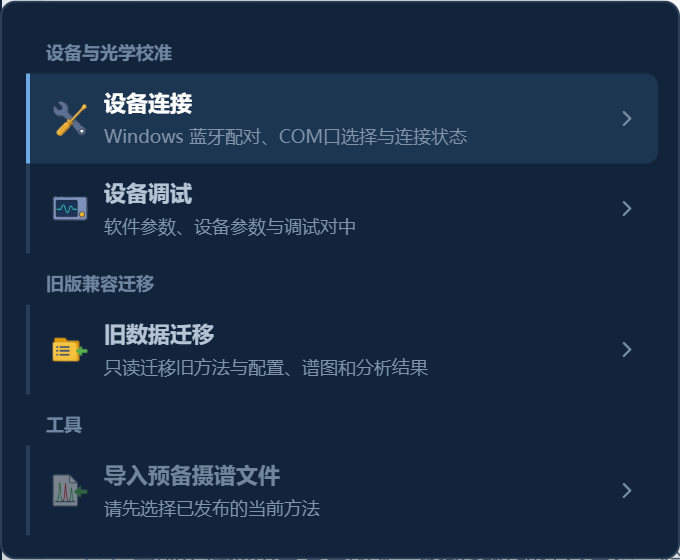 设备与光学校准
设备连接
Windows 蓝牙配对、COM口选择与连接状态
设备调试
软件参数、设备参数与调试对中
旧版兼容迁移
旧数据迁移
只读迁移旧方法与配置、谱图和分析结果
工具
导入预备摄谱文件
请先选择已发布的当前方法